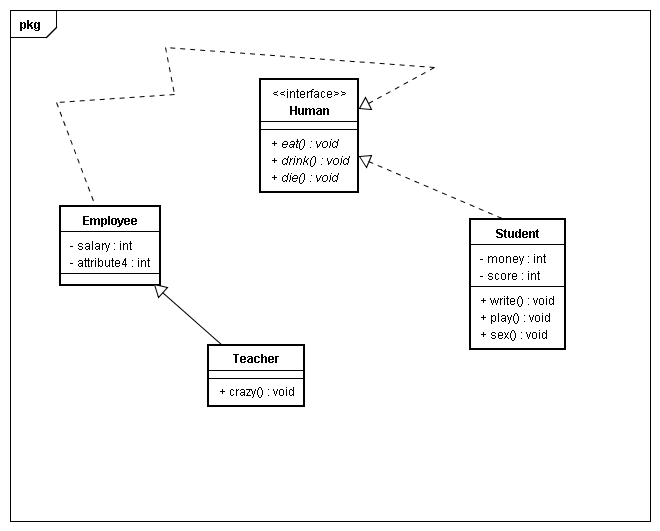 pkg
<<interface>>
Human
+ eat() : void
+ drink() : void
+ die() : void
Employee
- salary : int
- attribute4 : int
Student
- money : int
- score : int
+ write() : void
+ play() : void
+ sex() : void
Teacher
+ crazy() : void